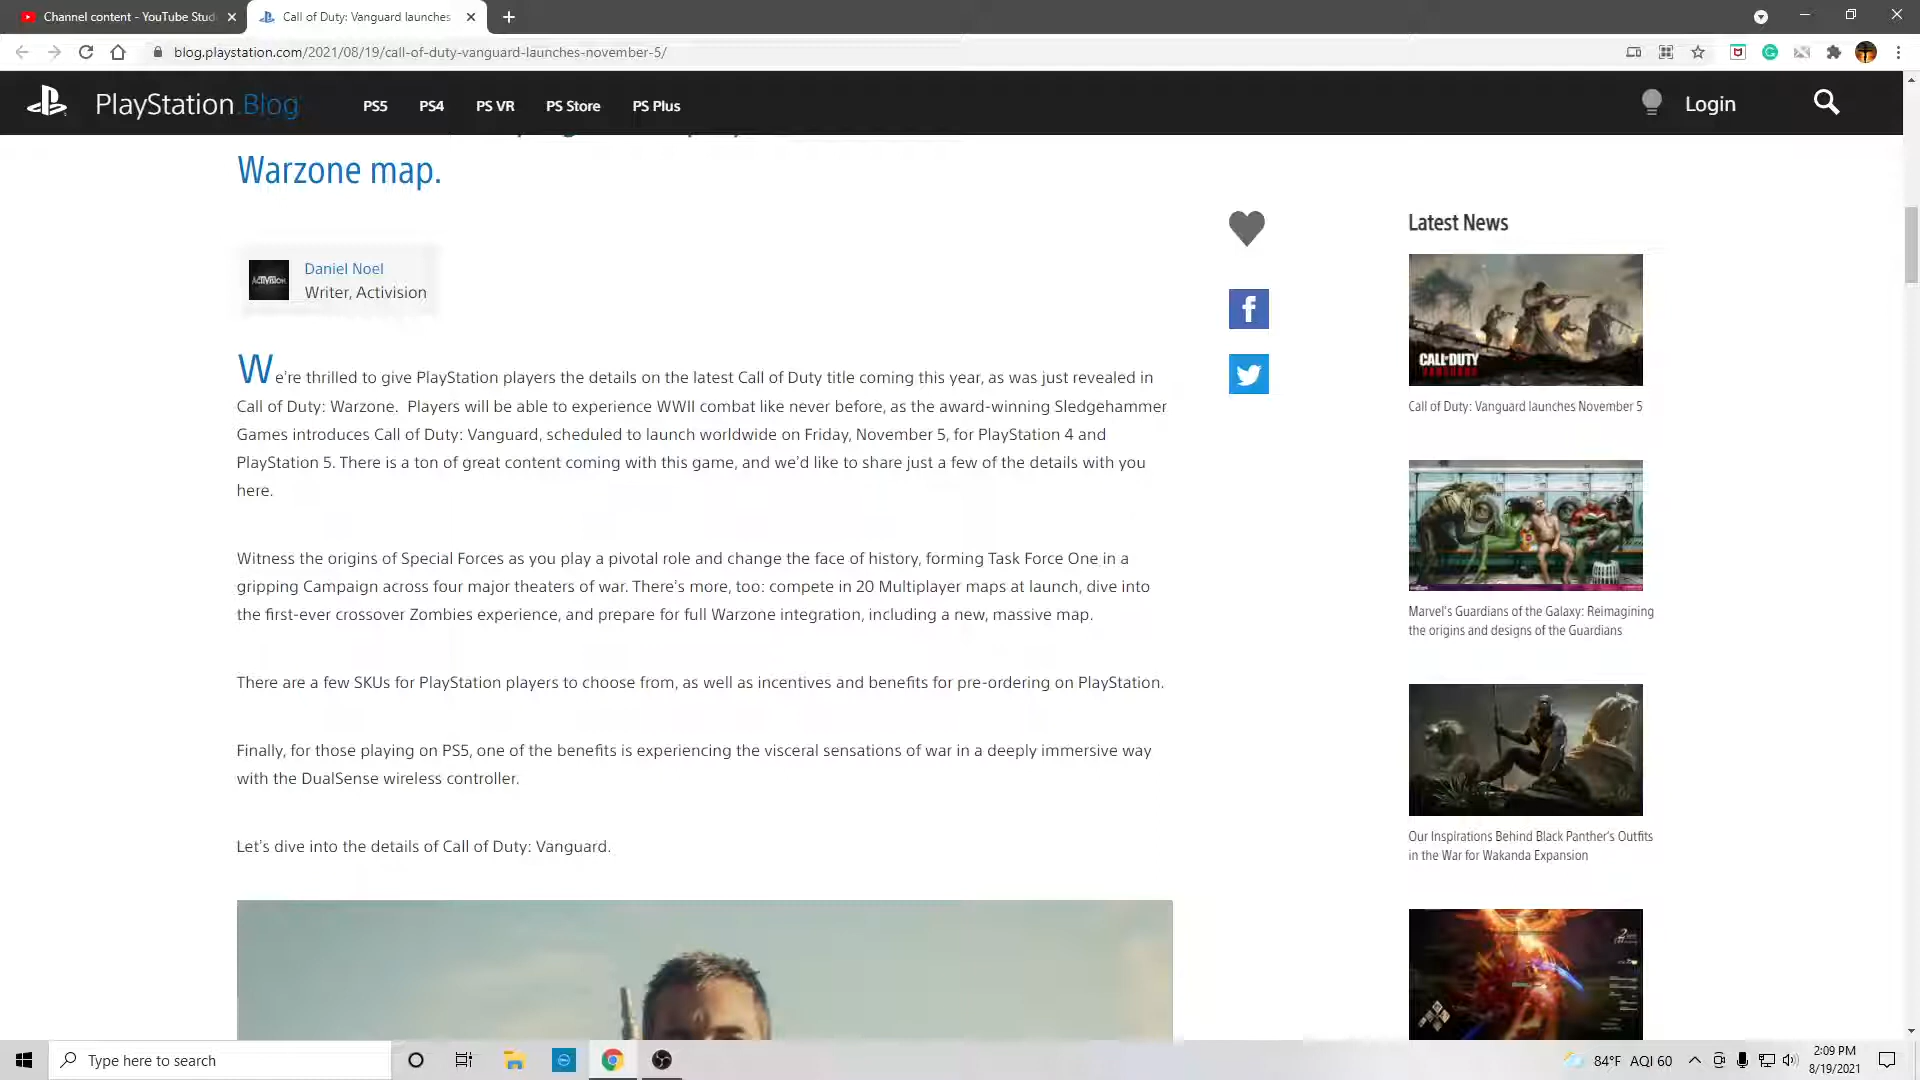 Channel content - YouTube Stud
Call of Duty: Vanguard launches
blog.playstation.com/2021/08/19/call-of-duty-vanguard-launches-november-5/
PlayStation.Blog
PS5 PS4 PS VR PS Store PS Plus
Login
Warzone map.
ACTIVISION
Daniel Noel
Writer, Activision
We’re thrilled to give PlayStation players the details on the latest Call of Duty title coming this year, as was just revealed in
Call of Duty: Warzone.  Players will be able to experience WWII combat like never before, as the award-winning Sledgehammer
Games introduces Call of Duty: Vanguard, scheduled to launch worldwide on Friday, November 5, for PlayStation 4 and
PlayStation 5. There is a ton of great content coming with this game, and we’d like to share just a few of the details with you
here.
Witness the origins of Special Forces as you play a pivotal role and change the face of history, forming Task Force One in a
gripping Campaign across four major theaters of war. There’s more, too: compete in 20 Multiplayer maps at launch, dive into
the first-ever crossover Zombies experience, and prepare for full Warzone integration, including a new, massive map.
There are a few SKUs for PlayStation players to choose from, as well as incentives and benefits for pre-ordering on PlayStation.
Finally, for those playing on PS5, one of the benefits is experiencing the visceral sensations of war in a deeply immersive way
with the DualSense wireless controller.
Let’s dive into the details of Call of Duty: Vanguard.
Latest News
CALL OF DUTY
VANGUARD
Call of Duty: Vanguard launches November 5
Marvel’s Guardians of the Galaxy: Reimagining
the origins and designs of the Guardians
Our Inspirations Behind Black Panther’s Outfits
in the War for Wakanda Expansion
Type here to search
84°F AQI 60
2:09 PM
8/19/2021